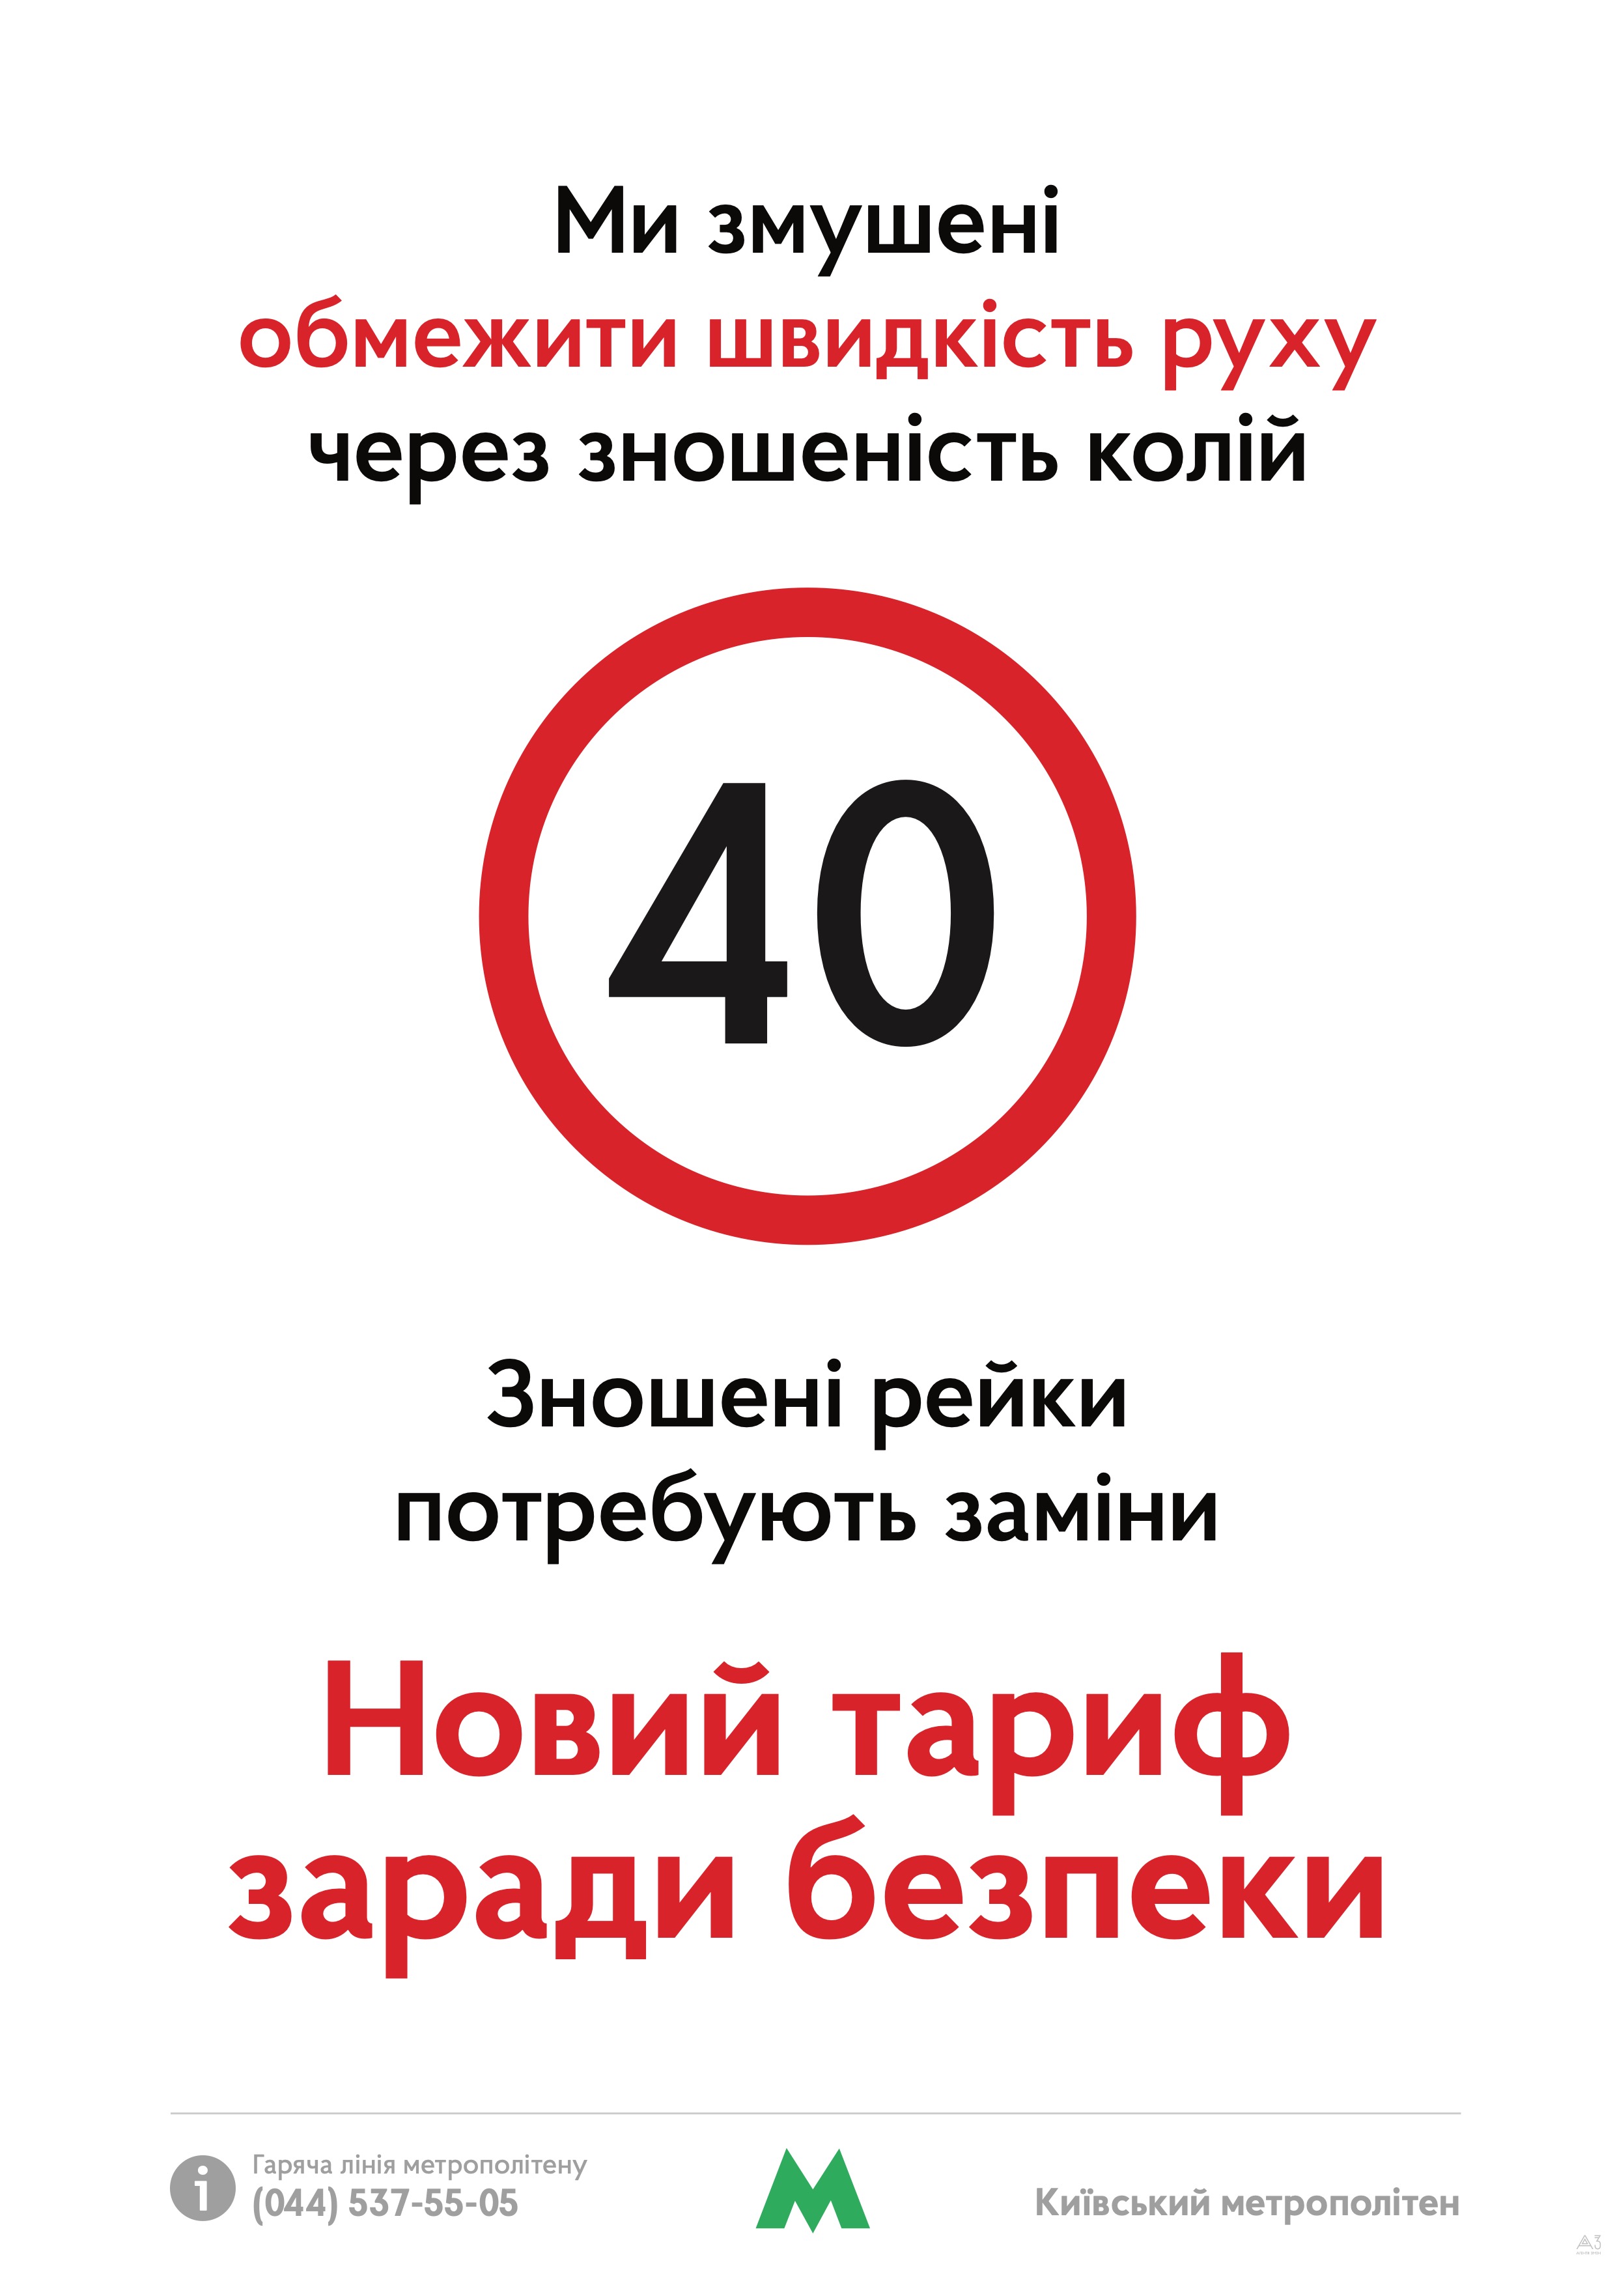 Ми змушені
обмежити швидкість руху
через зношеність колій
40
Зношені рейки
потребують заміни
Новий тариф
заради безпеки
Гаряча лінія метрополітену
(044) 537-55-05
Київський метрополітен